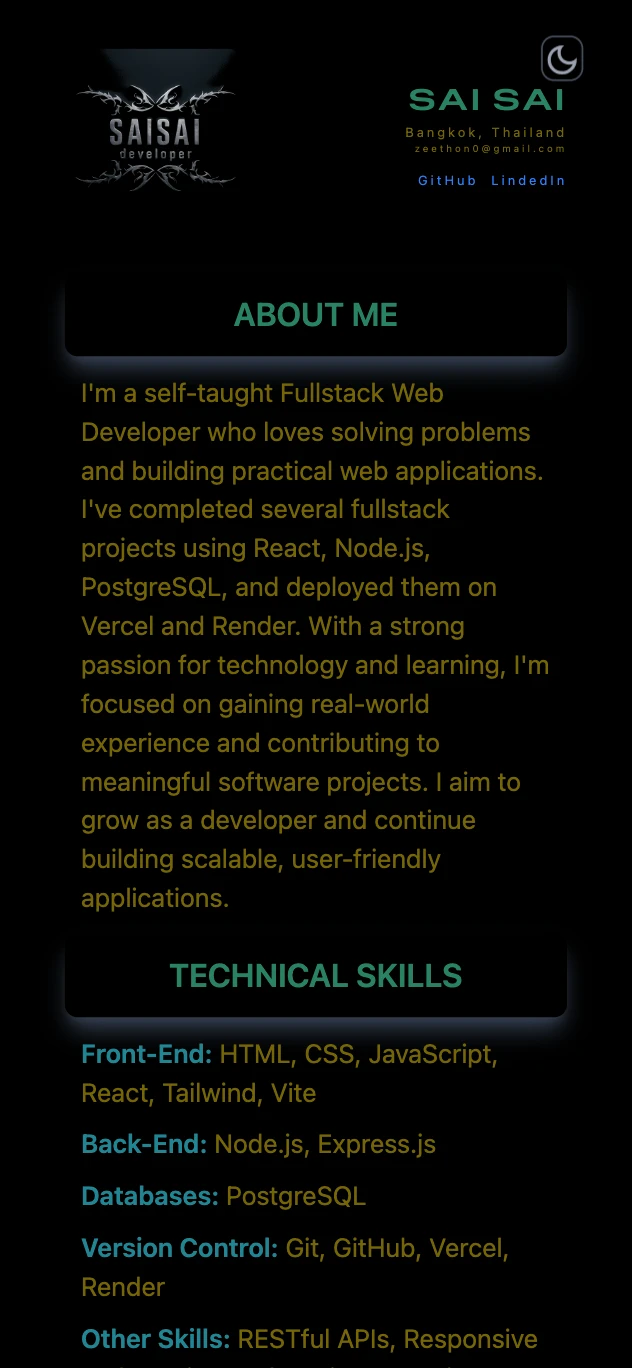 SAISAI
developer
SAI SAI
Bangkok, Thailand
zeethon0@gmail.com
GitHub LindedIn
ABOUT ME
I'm a self-taught Fullstack Web
Developer who loves solving problems
and building practical web applications.
I've completed several fullstack
projects using React, Node.js,
PostgreSQL, and deployed them on
Vercel and Render. With a strong
passion for technology and learning, I'm
focused on gaining real-world
experience and contributing to
meaningful software projects. I aim to
grow as a developer and continue
building scalable, user-friendly
applications.
TECHNICAL SKILLS
Front-End: HTML, CSS, JavaScript,
React, Tailwind, Vite
Back-End: Node.js, Express.js
Databases: PostgreSQL
Version Control: Git, GitHub, Vercel,
Render
Other Skills: RESTful APIs, Responsive